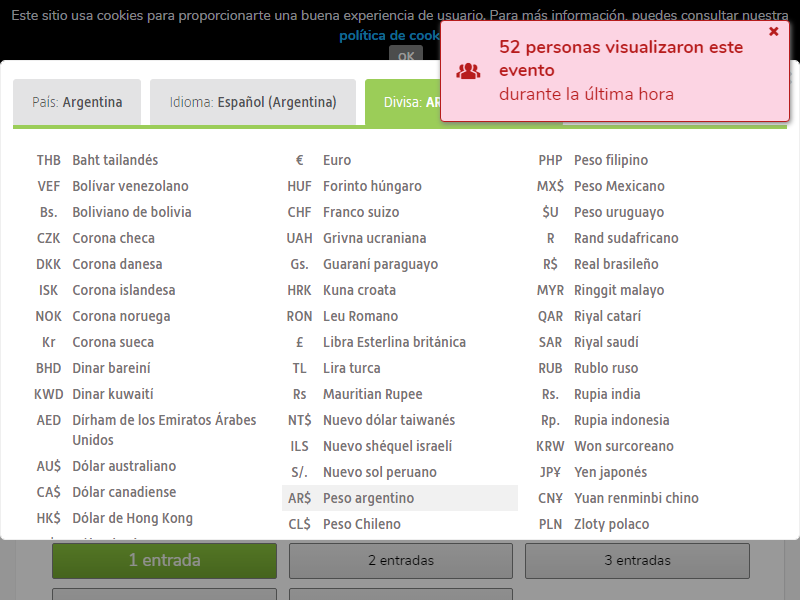 Este sitio usa cookies para proporcionarte una buena experiencia de usuario. Para más información, puedes consultar nuestra
política de cook
OK
52 personas visualizaron este
evento
durante la última hora
País: Argentina
Idioma: Español (Argentina)
Divisa: AR
THB Baht tailandés
VEF Bolívar venezolano
Bs. Boliviano de bolivia
CZK Corona checa
DKK Corona danesa
ISK Corona islandesa
NOK Corona noruega
Kr Corona sueca
BHD Dinar bareiní
KWD Dinar kuwaití
AED Dírham de los Emiratos Árabes
Unidos
AU$ Dólar australiano
CA$ Dólar canadiense
HK$ Dólar de Hong Kong
€ Euro
HUF Forinto húngaro
CHF Franco suizo
UAH Grivna ucraniana
Gs. Guaraní paraguayo
HRK Kuna croata
RON Leu Romano
£ Libra Esterlina británica
TL Lira turca
Rs Mauritian Rupee
NT$ Nuevo dólar taiwanés
ILS Nuevo shéquel israelí
S/. Nuevo sol peruano
AR$ Peso argentino
CL$ Peso Chileno
PHP Peso filipino
MX$ Peso Mexicano
$U Peso uruguayo
R Rand sudafricano
R$ Real brasileño
MYR Ringgit malayo
QAR Riyal catarí
SAR Riyal saudí
RUB Rublo ruso
Rs. Rupia india
Rp. Rupia indonesia
KRW Won surcoreano
JP¥ Yen japonés
CN¥ Yuan renminbi chino
PLN Zloty polaco
1 entrada
2 entradas
3 entradas